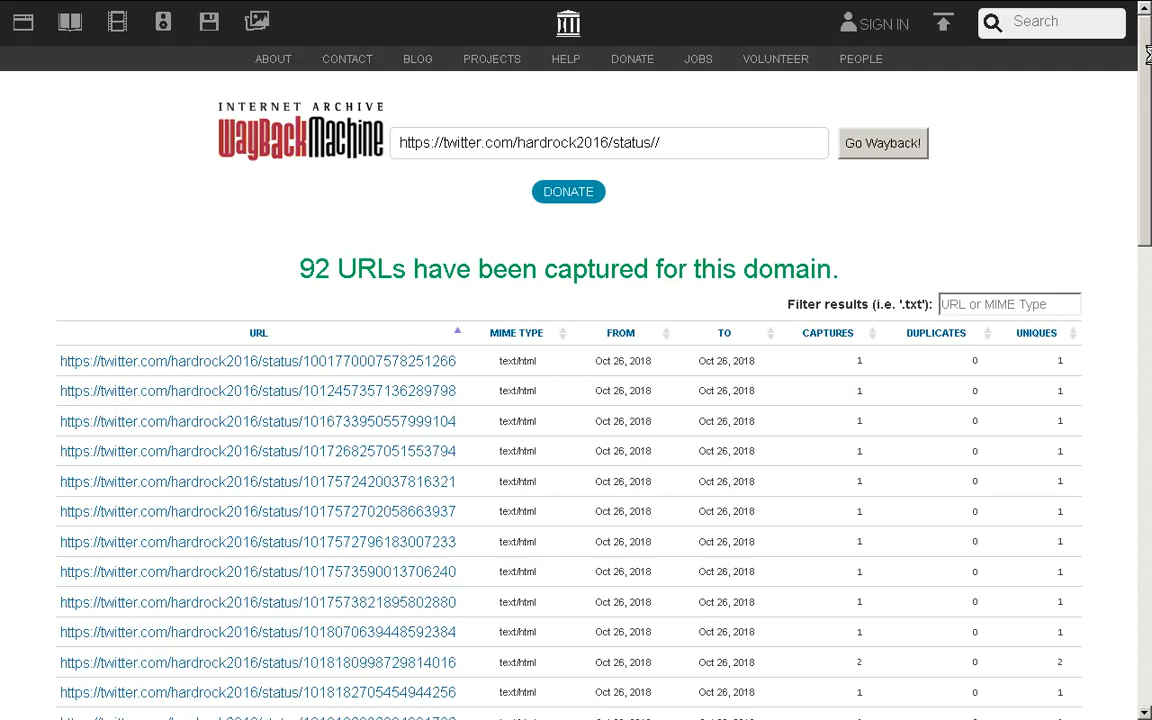 SIGN IN
Search
ABOUT CONTACT BLOG PROJECTS HELP DONATE JOBS VOLUNTEER PEOPLE
INTERNET ARCHIVE
WayBackMachine
https://twitter.com/hardrock2016/status//
Go Wayback!
DONATE
92 URLs have been captured for this domain.
Filter results (i.e. '.txt'): URL or MIME Type
URL MIME TYPE FROM TO CAPTURES DUPLICATES UNIQUES
https://twitter.com/hardrock2016/status/1001770007578251266 text/html Oct 26, 2018 Oct 26, 2018 1 0 1
https://twitter.com/hardrock2016/status/1012457357136289798 text/html Oct 26, 2018 Oct 26, 2018 1 0 1
https://twitter.com/hardrock2016/status/1016733950557999104 text/html Oct 26, 2018 Oct 26, 2018 1 0 1
https://twitter.com/hardrock2016/status/1017268257051553794 text/html Oct 26, 2018 Oct 26, 2018 1 0 1
https://twitter.com/hardrock2016/status/1017572420037816321 text/html Oct 26, 2018 Oct 26, 2018 1 0 1
https://twitter.com/hardrock2016/status/1017572702058663937 text/html Oct 26, 2018 Oct 26, 2018 1 0 1
https://twitter.com/hardrock2016/status/1017572796183007233 text/html Oct 26, 2018 Oct 26, 2018 1 0 1
https://twitter.com/hardrock2016/status/1017573590013706240 text/html Oct 26, 2018 Oct 26, 2018 1 0 1
https://twitter.com/hardrock2016/status/1017573821895802880 text/html Oct 26, 2018 Oct 26, 2018 1 0 1
https://twitter.com/hardrock2016/status/1018070639448592384 text/html Oct 26, 2018 Oct 26, 2018 1 0 1
https://twitter.com/hardrock2016/status/1018180998729814016 text/html Oct 26, 2018 Oct 26, 2018 2 0 2
https://twitter.com/hardrock2016/status/1018182705454944256 text/html Oct 26, 2018 Oct 26, 2018 1 0 1